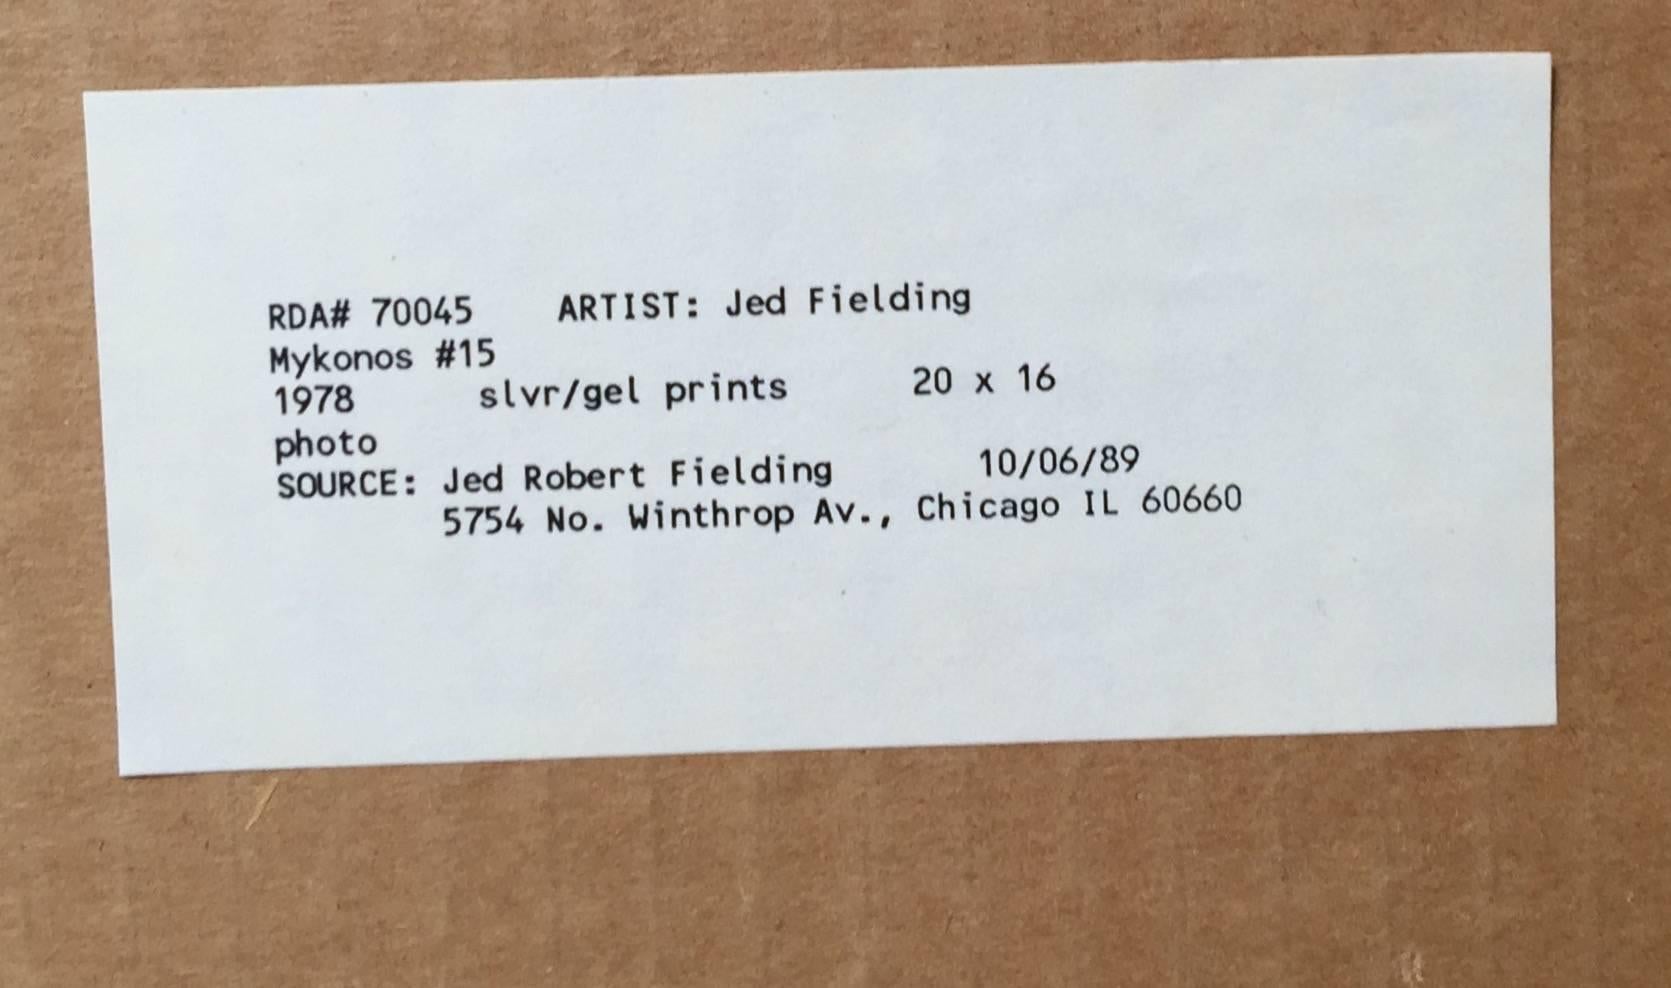 RDA# 70045 ARTIST: Jed Fielding
Mykonos #15
1978 slvr/gel prints 20 x 16
photo
SOURCE: Jed Robert Fielding 10/06/89
5754 No. Winthrop Av., Chicago IL 60660